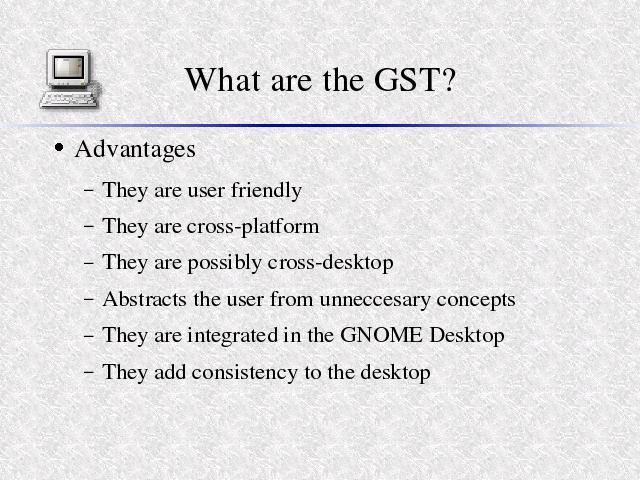 What are the GST?
• Advantages
– They are user friendly
– They are cross-platform
– They are possibly cross-desktop
– Abstracts the user from unneccesary concepts
– They are integrated in the GNOME Desktop
– They add consistency to the desktop